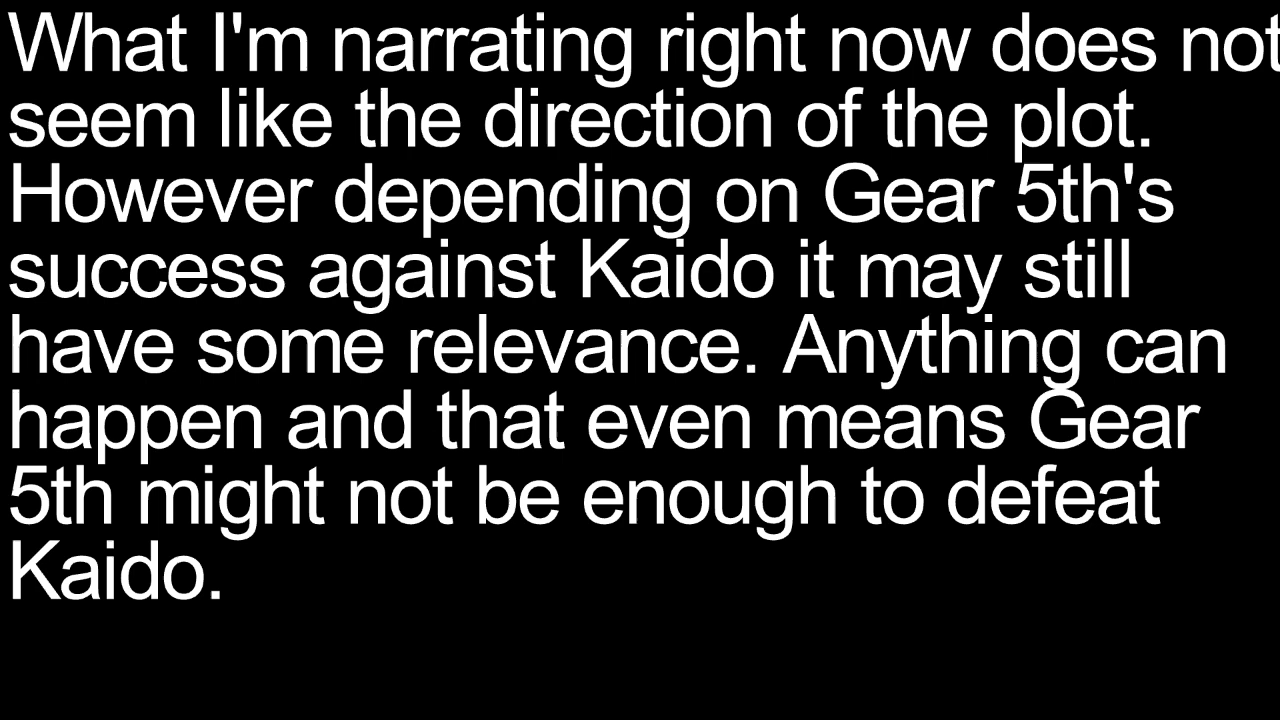 What I'm narrating right now does not
seem like the direction of the plot.
However depending on Gear 5th's
success against Kaido it may still
have some relevance. Anything can
happen and that even means Gear
5th might not be enough to defeat
Kaido.